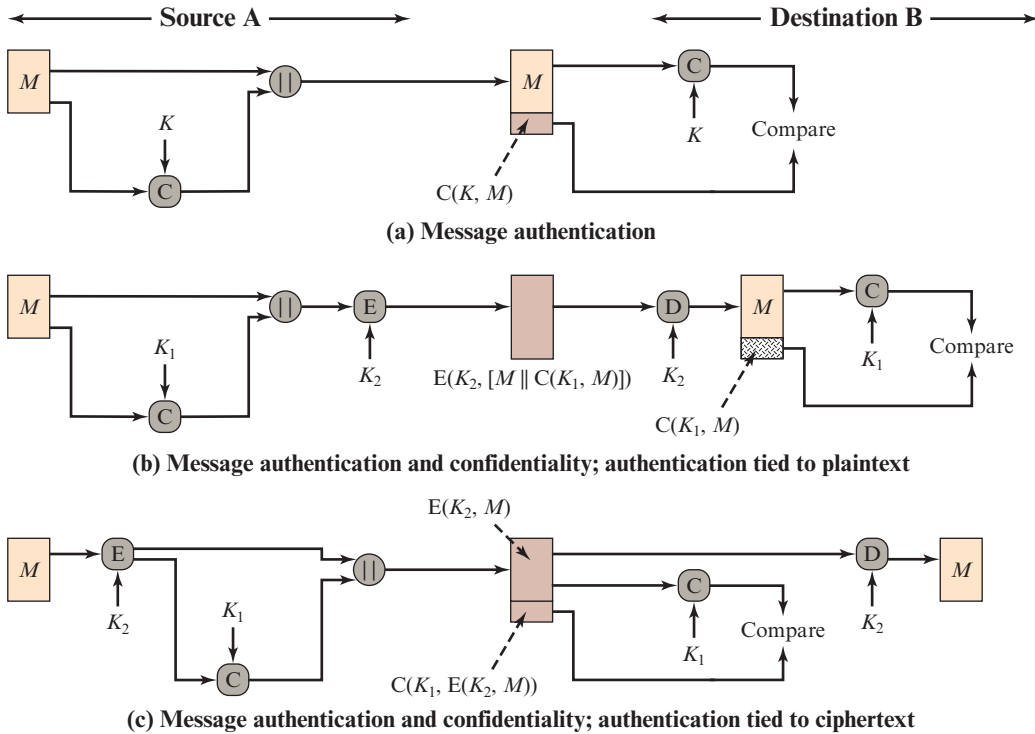 Source A
Destination B
M
||
M
C
K
K
Compare
C
C(K, M)
(a) Message authentication
M
||
E
D
M
C
K₁
K₂
E(K₂, [M || C(K₁, M)])
K₂
K₁
Compare
C
C(K₁, M)
(b) Message authentication and confidentiality; authentication tied to plaintext
E(K₂, M)
M
E
||
D
M
K₂
K₁
C
K₁
Compare
K₂
C
C(K₁, E(K₂, M))
(c) Message authentication and confidentiality; authentication tied to ciphertext